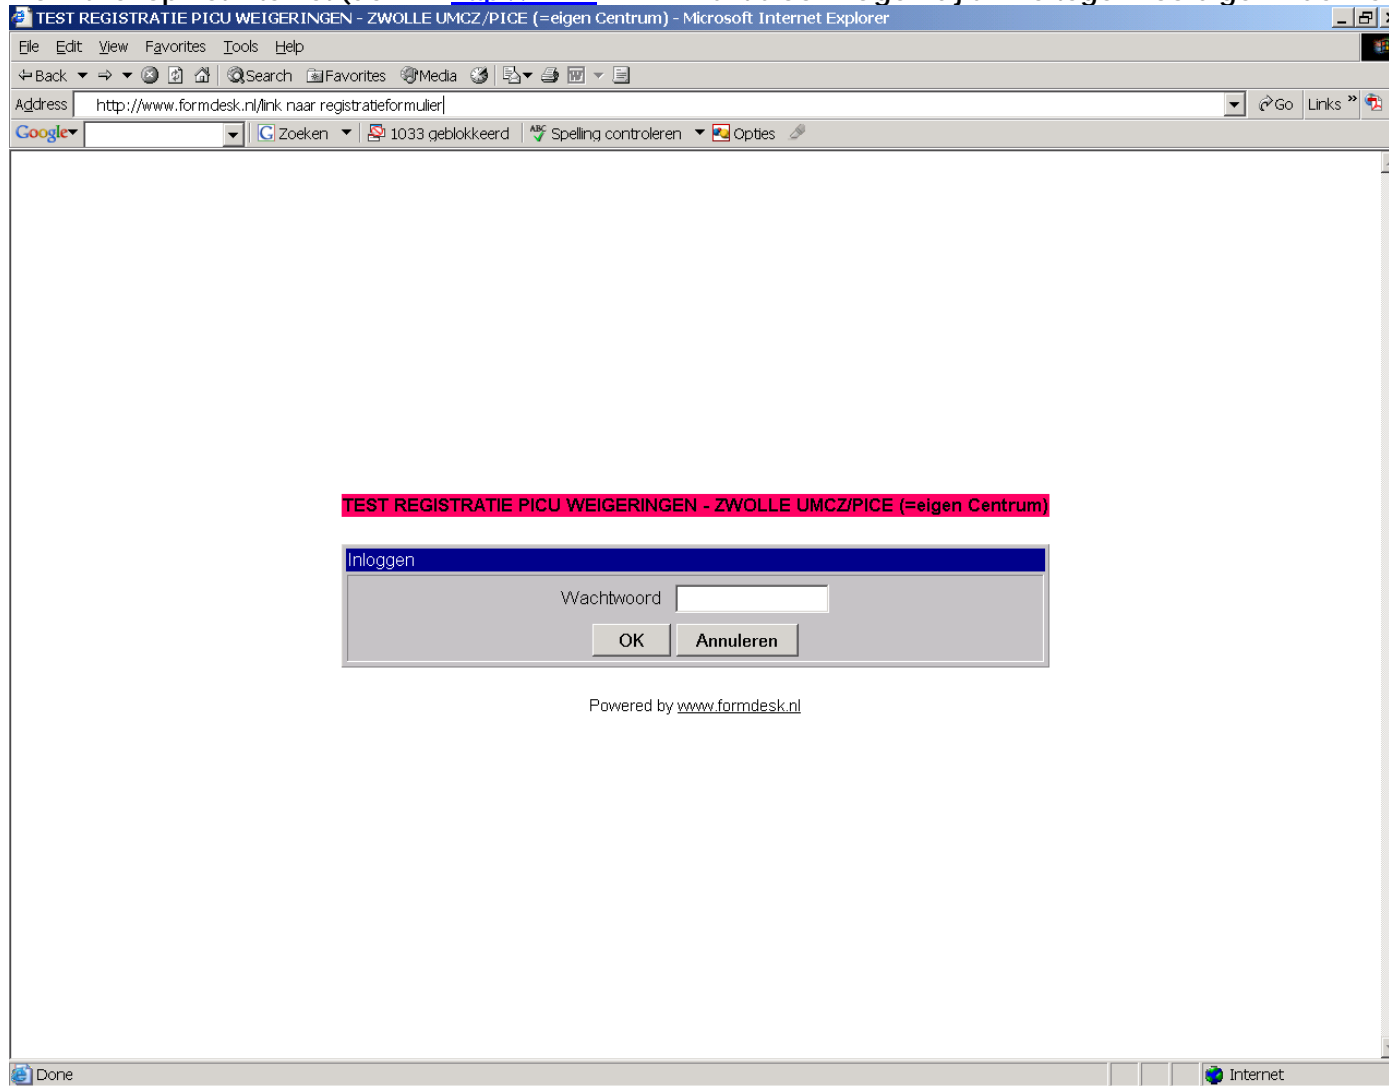 TEST REGISTRATIE PICU WEIGERINGEN - ZWOLLE UMCZ/PICE (=eigen Centrum) - Microsoft Internet Explorer
File Edit View Favorites Tools Help
Back Search Favorites Media
Address http://www.formdesk.nl/link naar registratieformulier Go Links »
Google Zoeken 1033 geblokkeerd ABC Spelling controleren Opties
TEST REGISTRATIE PICU WEIGERINGEN - ZWOLLE UMCZ/PICE (=eigen Centrum)
Inloggen
Wachtwoord
OK Annuleren
Powered by www.formdesk.nl
Done Internet